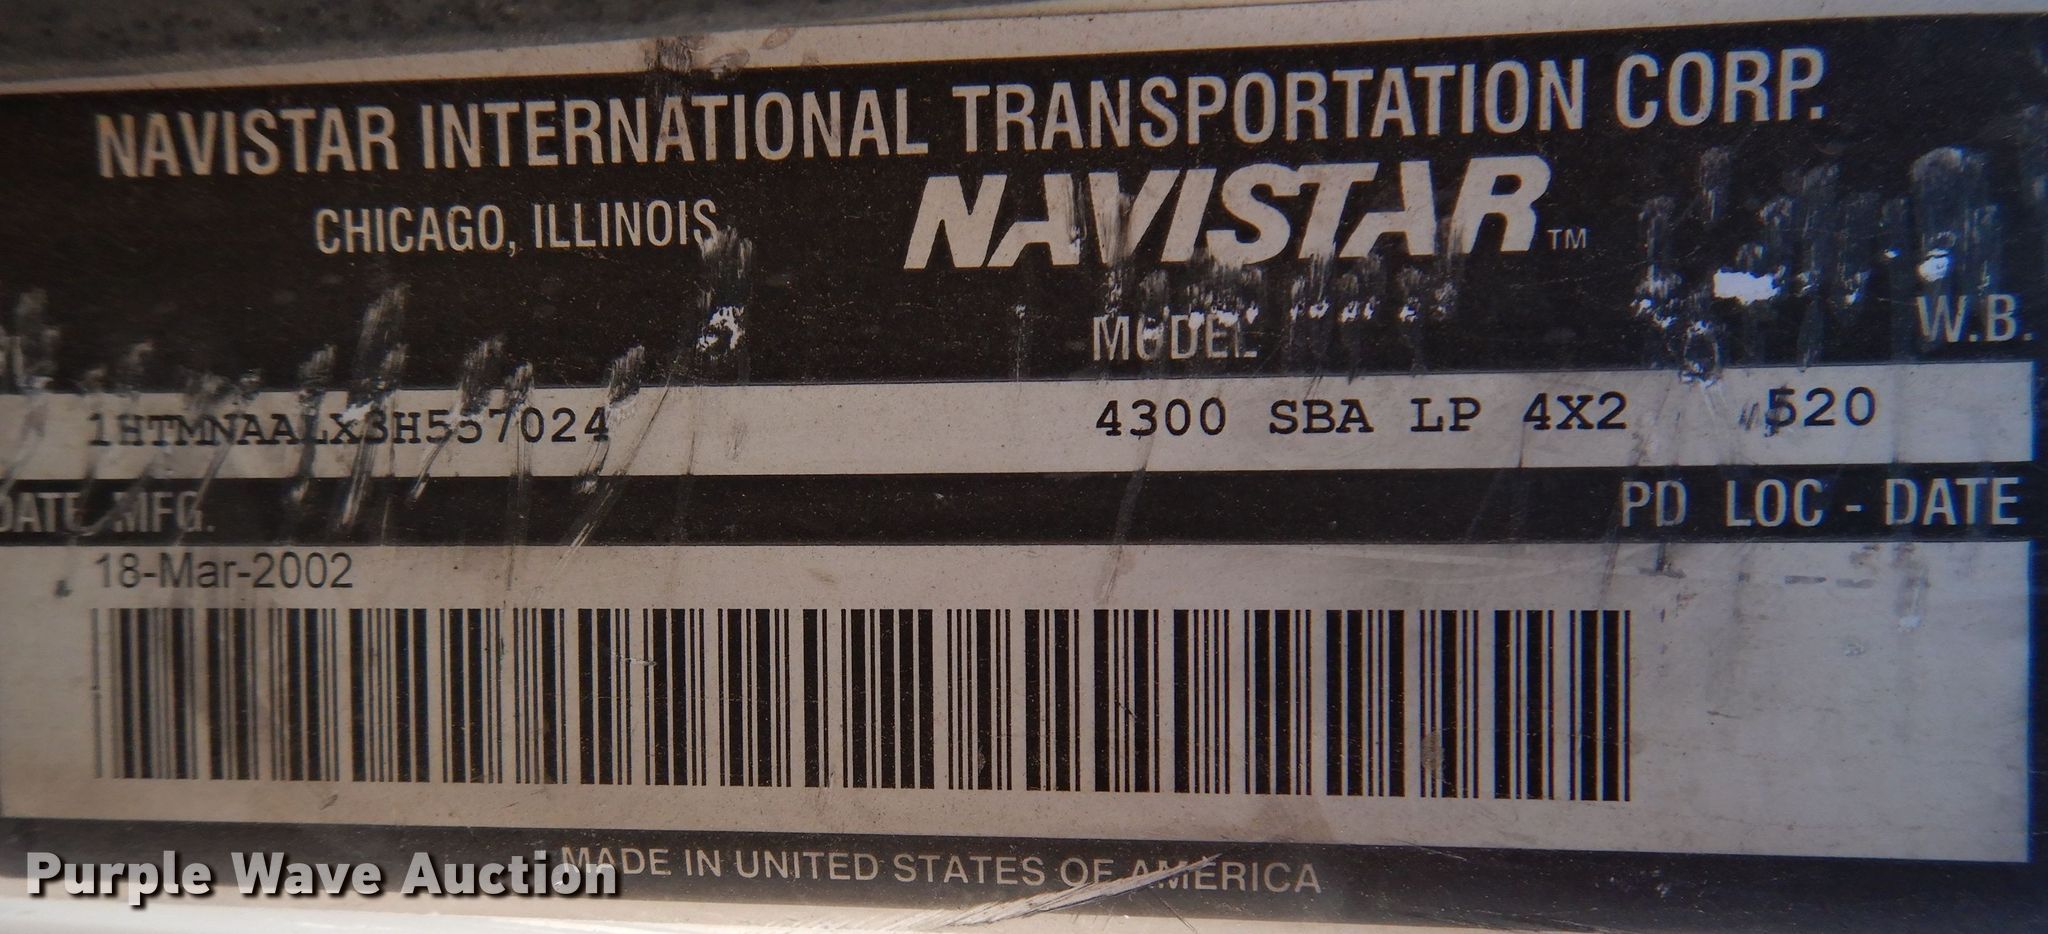 NAVISTAR INTERNATIONAL TRANSPORTATION CORP.
CHICAGO, ILLINOIS NAVISTAR TM
MODEL W.B.
1HTMNAALX3H557024 4300 SBA LP 4X2 520
DATE MFG. PD LOC - DATE
18-Mar-2002
MADE IN UNITED STATES OF AMERICA
Purple Wave Auction